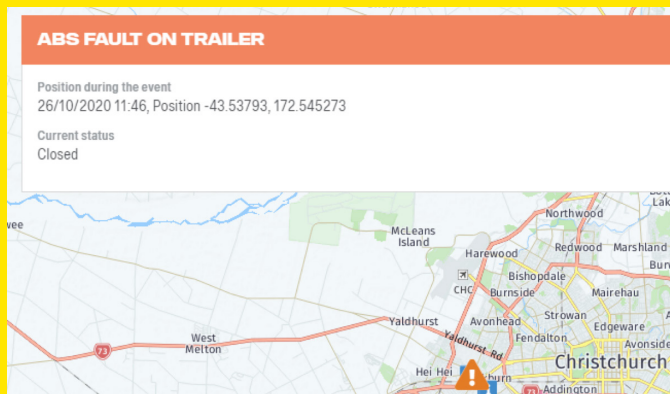 ABS FAULT ON TRAILER
Position during the event
26/10/2020 11:46, Position -43.53793, 172.545273
Current status
Closed
Northwood
McLeans
Island
Redwood
Marshland
Harewood
Bishopdale
CHC
Burnside
Mairehau
Strowan
Yaldhurst
Avonhead
Edgeware
West
Melton
Yaldhurst Rd
Fendalton
Avonside
73
Christchurch
Hei Hei
73
Addington